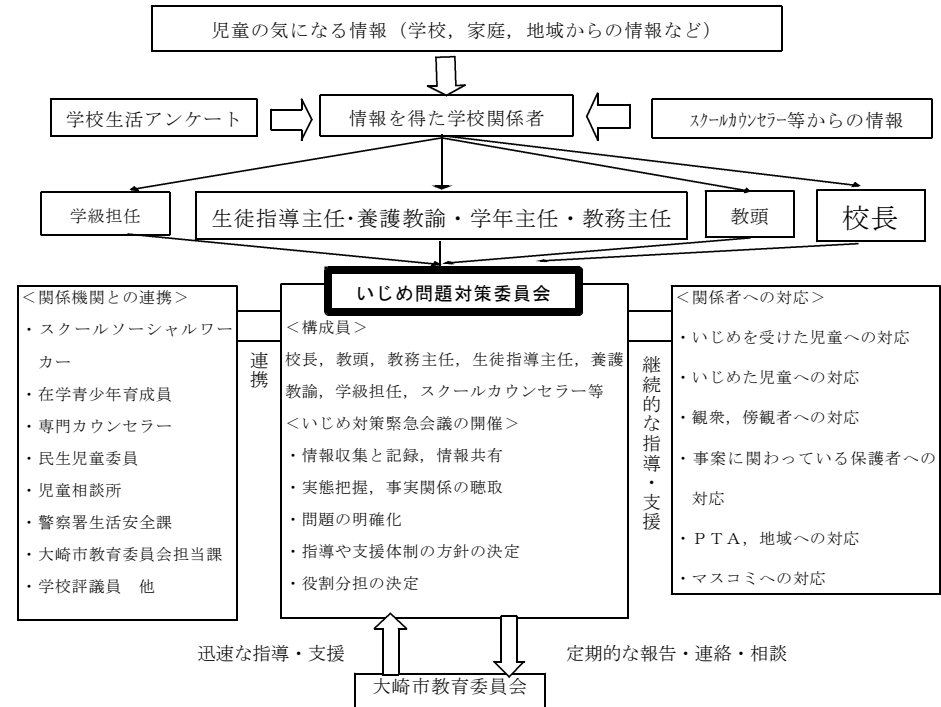 児童の気になる情報（学校，家庭，地域からの情報など）
学校生活アンケート
情報を得た学校関係者
ｽｸｰﾙｶｳﾝｾﾗｰ等からの情報
学級担任
生徒指導主任・養護教諭・学年主任・教務主任
教頭
校長
いじめ問題対策委員会
＜関係機関との連携＞
・スクールソーシャルワー
カー
・在学青少年育成員
・専門カウンセラー
・民生児童委員
・児童相談所
・警察署生活安全課
・大崎市教育委員会担当課
・学校評議員　他
連携
＜構成員＞
校長，教頭，教務主任，生徒指導主任，養護
教諭，学級担任，スクールカウンセラー等
＜いじめ対策緊急会議の開催＞
・情報収集と記録，情報共有
・実態把握，事実関係の聴取
・問題の明確化
・指導や支援体制の方針の決定
・役割分担の決定
継続的な指導・支援
＜関係者への対応＞
・いじめを受けた児童への対応
・いじめた児童への対応
・観衆，傍観者への対応
・事案に関わっている保護者への
対応
・ＰＴＡ，地域への対応
・マスコミへの対応
迅速な指導・支援
定期的な報告・連絡・相談
大崎市教育委員会